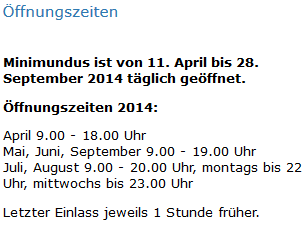 Öffnungszeiten
Minimundus ist von 11. April bis 28.
September 2014 täglich geöffnet.
Öffnungszeiten 2014:
April 9.00 - 18.00 Uhr
Mai, Juni, September 9.00 - 19.00 Uhr
Juli, August 9.00 - 20.00 Uhr, montags bis 22
Uhr, mittwochs bis 23.00 Uhr
Letzter Einlass jeweils 1 Stunde früher.